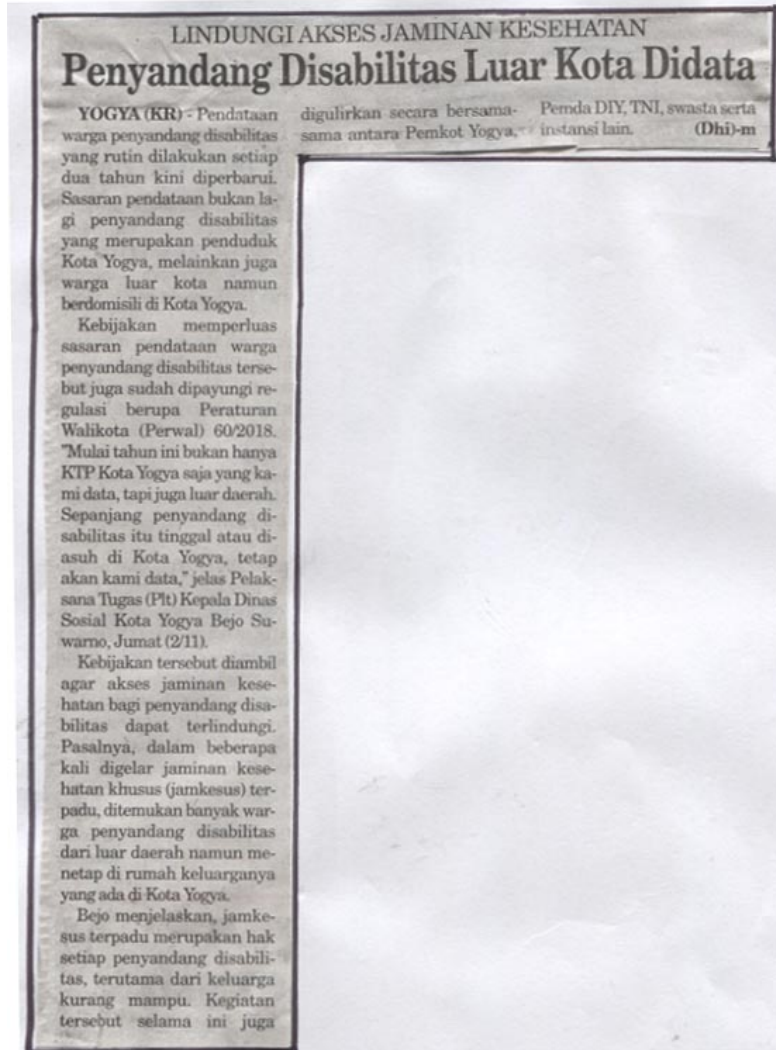 LINDUNGI AKSES JAMINAN KESEHATAN
Penyandang Disabilitas Luar Kota Didata
YOGYA (KR) - Pendataan
warga penyandang disabilitas
yang rutin dilakukan setiap
dua tahun kini diperbarui.
Sasaran pendataan bukan la-
gi penyandang disabilitas
yang merupakan penduduk
Kota Yogya, melainkan juga
warga luar kota namun
berdomisili di Kota Yogya.
Kebijakan memperluas
sasaran pendataan warga
penyandang disabilitas terse-
but juga sudah dipayungi re-
gulasi berupa Peraturan
Walikota (Perwal) 60/2018.
"Mulai tahun ini bukan hanya
KTP Kota Yogya saja yang ka-
mi data, tapi juga luar daerah.
Sepanjang penyandang di-
sabilitas itu tinggal atau di-
asuh di Kota Yogya, tetap
akan kami data," jelas Pelak-
sana Tugas (Plt) Kepala Dinas
Sosial Kota Yogya Bejo Su-
warno, Jumat (2/11).
Kebijakan tersebut diambil
agar akses jaminan kese-
hatan bagi penyandang disa-
bilitas dapat terlindungi.
Pasalnya, dalam beberapa
kali digelar jaminan kese-
hatan khusus (jamkesus) ter-
padu, ditemukan banyak war-
ga penyandang disabilitas
dari luar daerah namun me-
netap di rumah keluarganya
yang ada di Kota Yogya.
Bejo menjelaskan, jamke-
sus terpadu merupakan hak
setiap penyandang disabili-
tas, terutama dari keluarga
kurang mampu. Kegiatan
tersebut selama ini juga
digulirkan secara bersama-
sama antara Pemkot Yogya,
Pemda DIY, TNI, swasta serta
instansi lain. (Dhi)-m